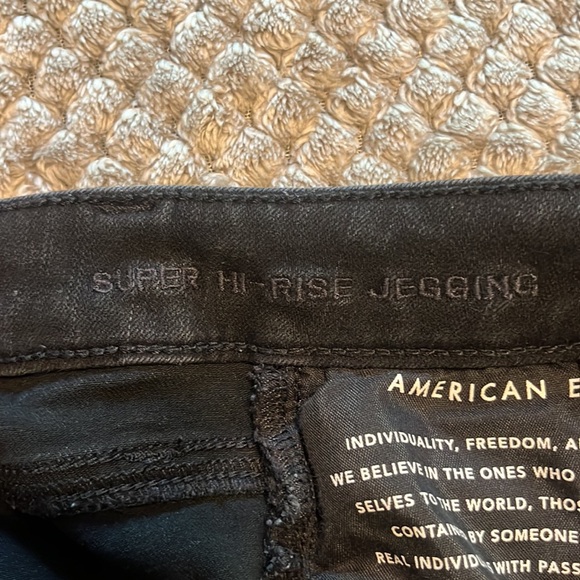 SUPER HI-RISE JEGGING
AMERICAN E
INDIVIDUALITY, FREEDOM, A
WE BELIEVE IN THE ONES WHO
SELVES TO THE WORLD, THOS
CONTAIN BY SOMEONE
REAL INDIVIDU WITH PASS